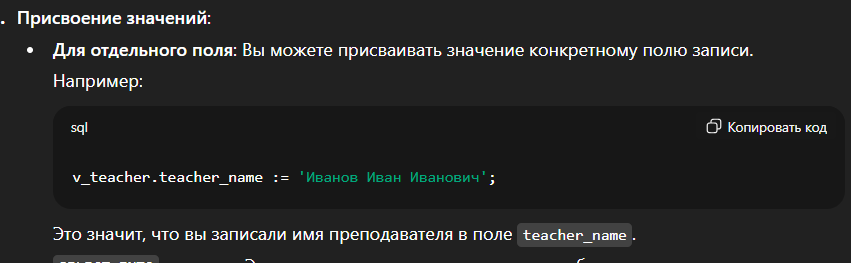 . Присвоение значений:
• Для отдельного поля: Вы можете присваивать значение конкретному полю записи.
Например:
sql Копировать код
v_teacher.teacher_name := 'Иванов Иван Иванович';
Это значит, что вы записали имя преподавателя в поле teacher_name.